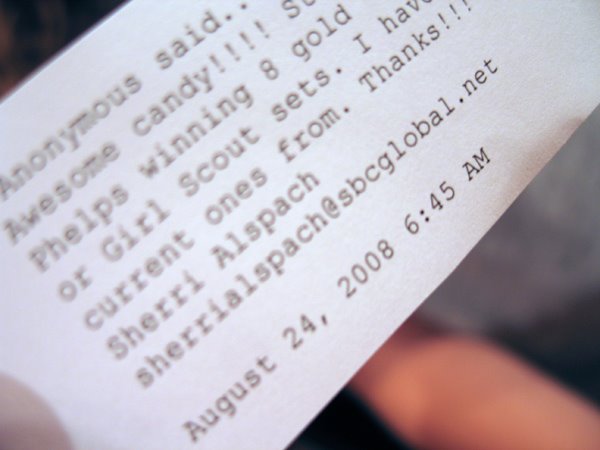 Anonymous said..
Awesome candy!!!! St
Phelps winning 8 gold
or Girl Scout sets. I have
current ones from. Thanks!!!
Sherri Alspach
sherrialspach@sbcglobal.net
August 24, 2008 6:45 AM